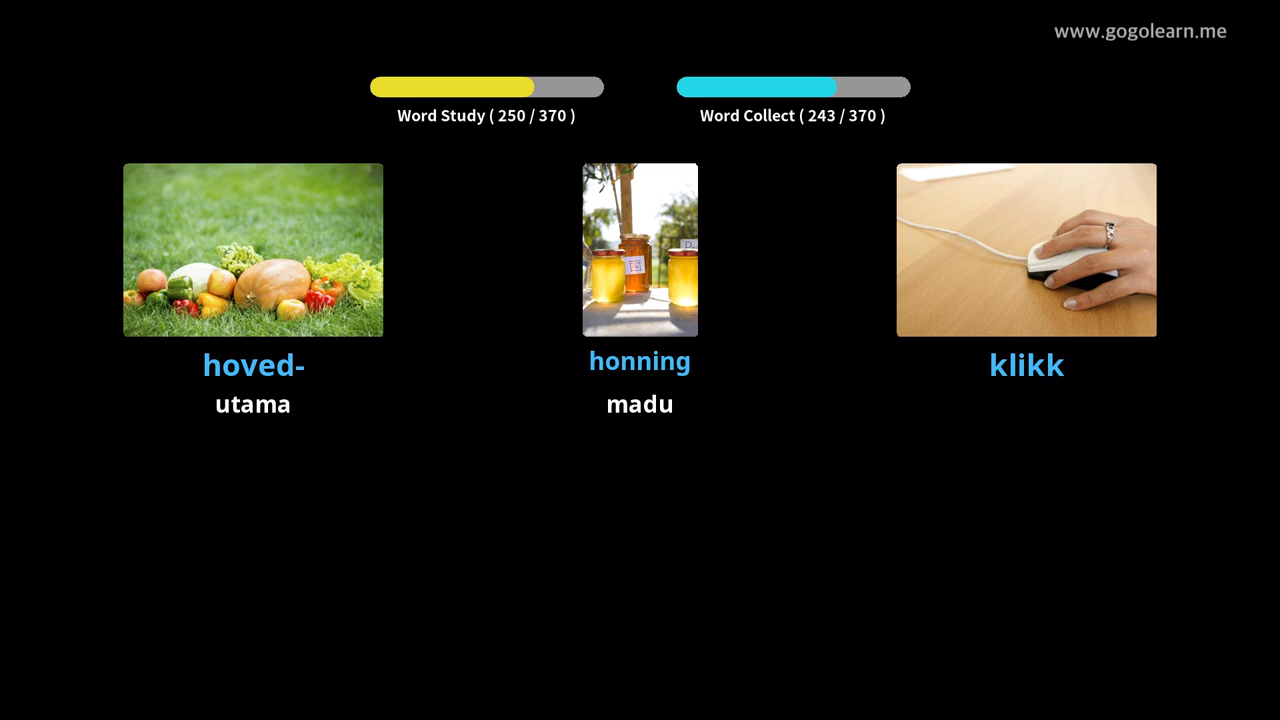 www.gogolearn.me
Word Study ( 250 / 370 )
Word Collect ( 243 / 370 )
hoved-
utama
honning
madu
klikk